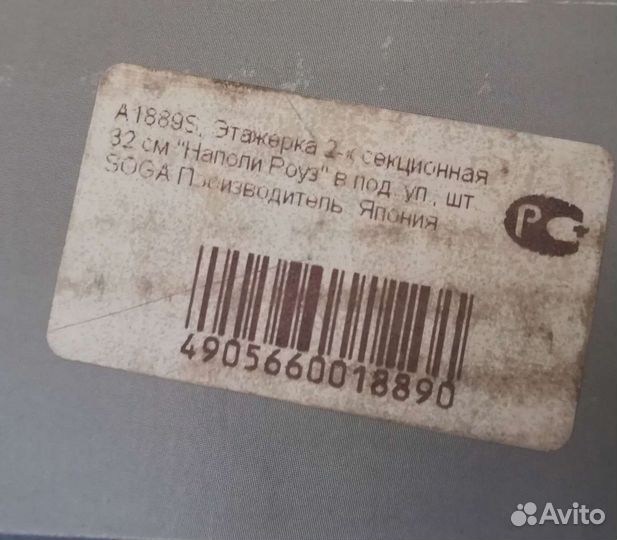 A1889S, Этажерка 2-х секционная
32 см "Наполи Роуз" в под. уп., шт.
SOGA Производитель: Япония
РС
4905660018890
Avito